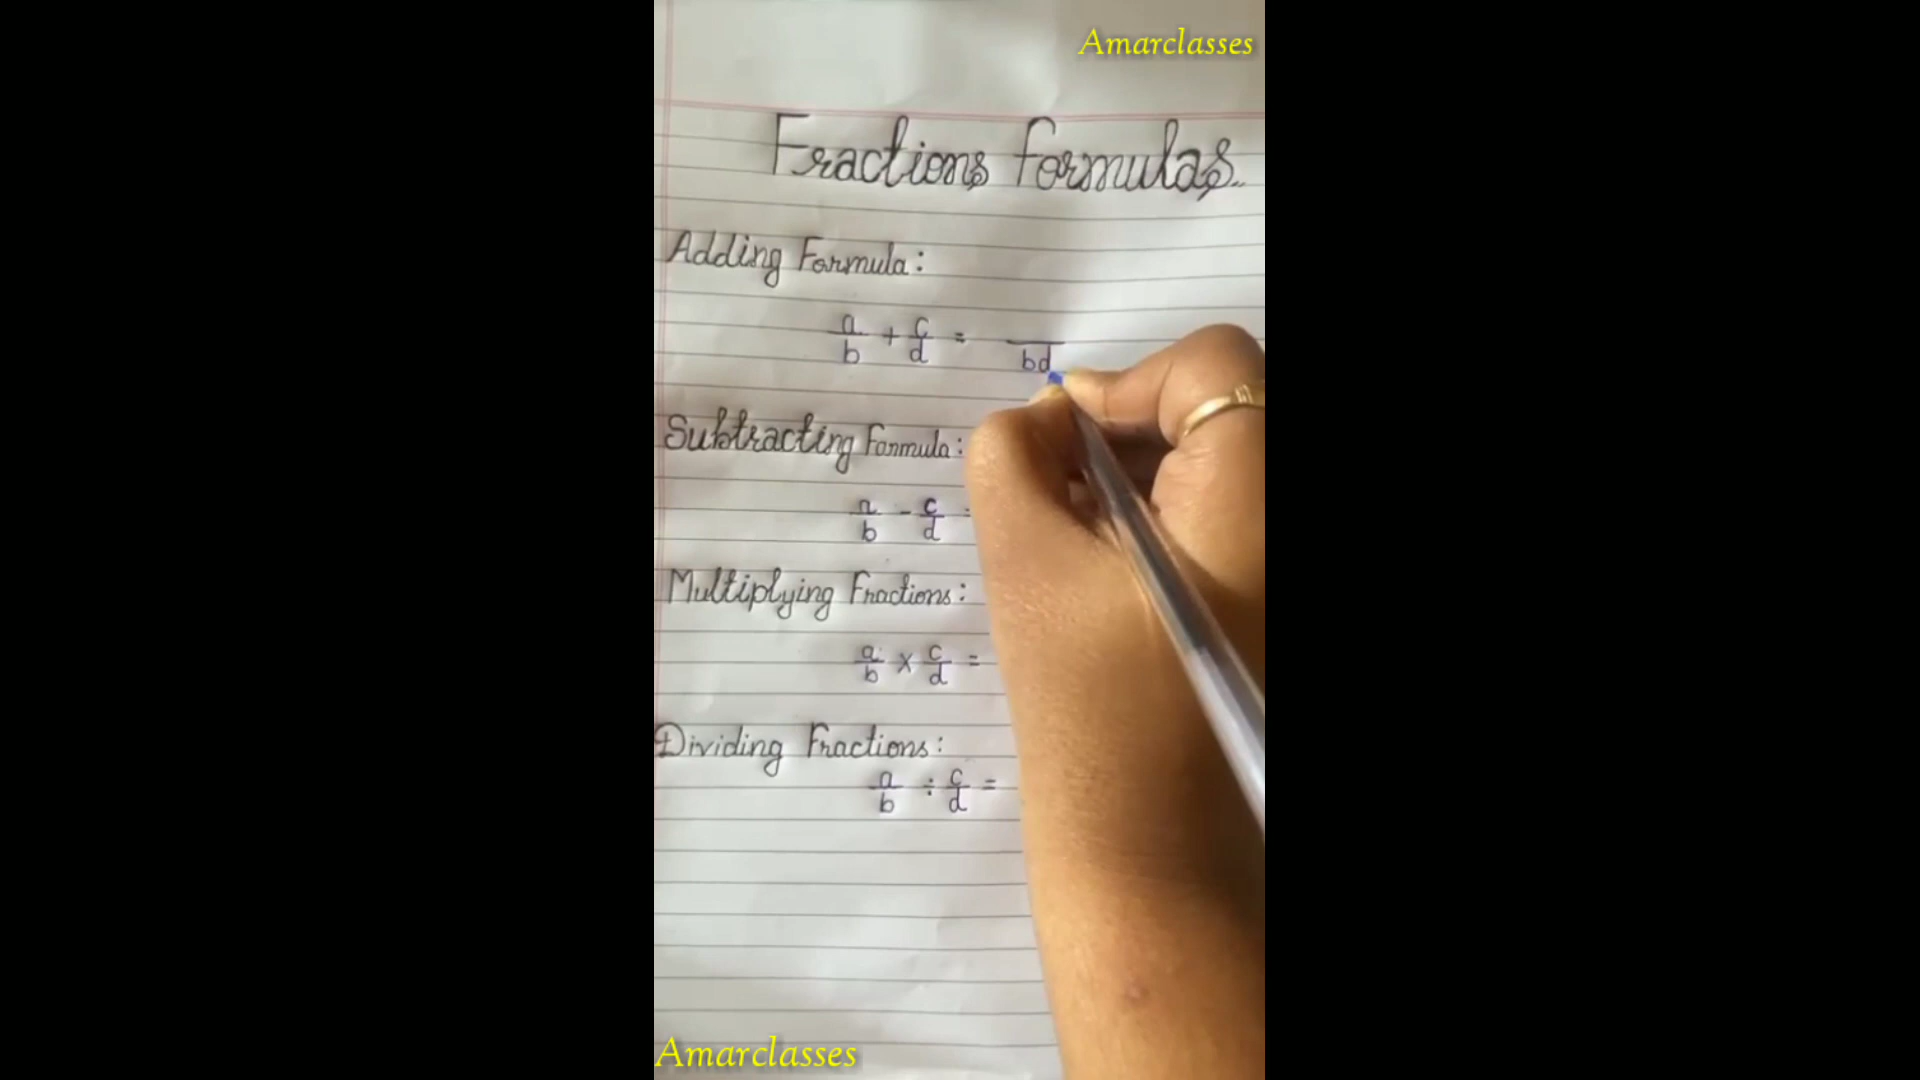 Amarclasses
Fractions Formulas..
Adding Formula:
a/b + c/d = /bd
Subtracting Formula:
a/b - c/d =
Multiplying Fractions:
a/b × c/d =
Dividing Fractions:
a/b ÷ c/d =
Amarclasses